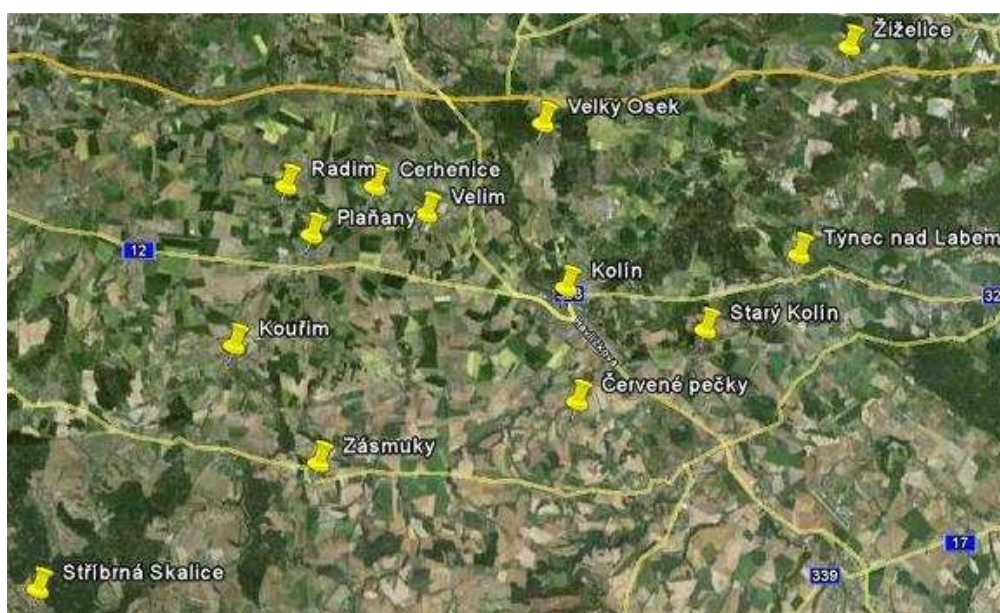 Žiželice
Velký Osek
Radim
Cerhenice
Velim
Plaňany
Týnec nad Labem
12
Kolín
Starý Kolín
Kouřim
Červené pečky
Zásmuky
17
Stříbrná Skalice
339